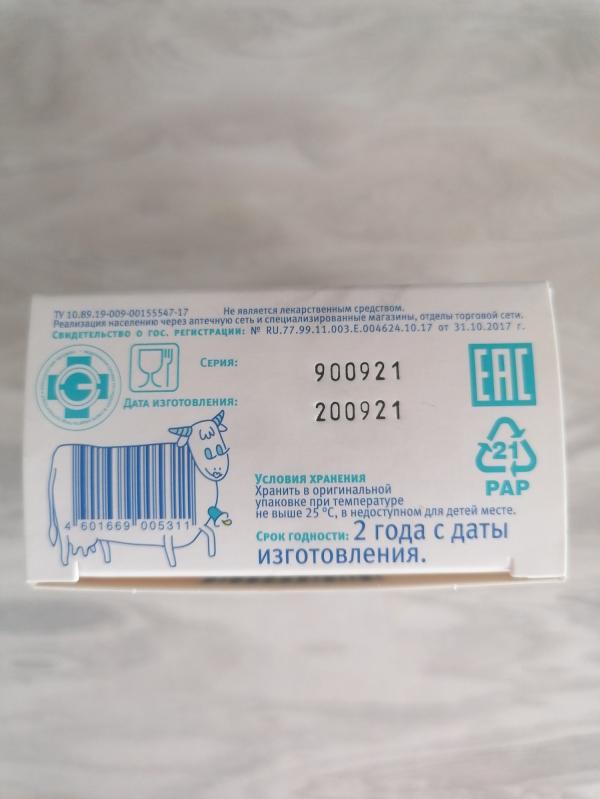 ТУ 10.89.19-009-00155547-17 Не является лекарственным средством.
Реализация населению через аптечную сеть и специализированные магазины, отделы торговой сети.
Свидетельство о гос. регистрации: № RU.77.99.11.003.E.004624.10.17 от 31.10.2017 г.
Серия: 900921
Дата изготовления: 200921
EAC
21
PAP
Условия хранения
Хранить в оригинальной
упаковке при температуре
не выше 25 °С, в недоступном для детей месте.
Срок годности: 2 года с даты
изготовления.
4 601669 005311